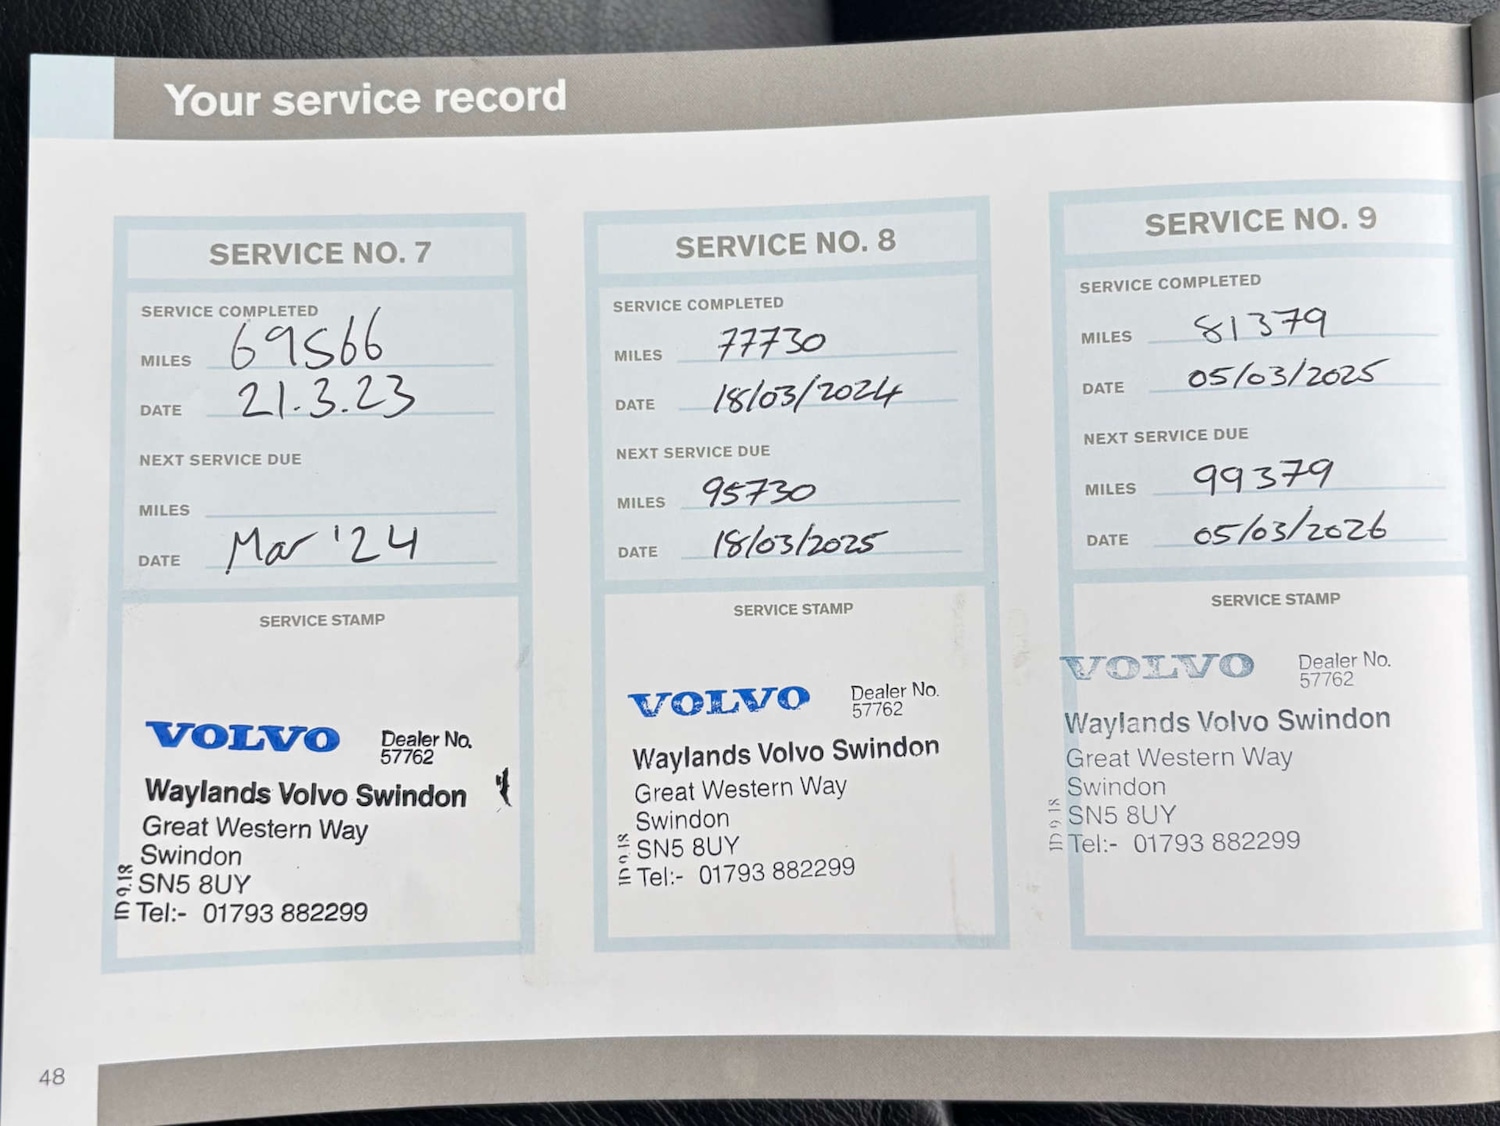 Your service record
SERVICE NO. 7
SERVICE COMPLETED
MILES 69566
DATE 21.3.23
NEXT SERVICE DUE
MILES
DATE Mar '24
SERVICE STAMP
VOLVO Dealer No.
57762
Waylands Volvo Swindon
Great Western Way
Swindon
SN5 8UY
Tel:- 01793 882299
SERVICE NO. 8
SERVICE COMPLETED
MILES 77730
DATE 18/03/2024
NEXT SERVICE DUE
MILES 95730
DATE 18/03/2025
SERVICE STAMP
VOLVO Dealer No.
57762
Waylands Volvo Swindon
Great Western Way
Swindon
SN5 8UY
Tel:- 01793 882299
SERVICE NO. 9
SERVICE COMPLETED
MILES 81379
DATE 05/03/2025
NEXT SERVICE DUE
MILES 99379
DATE 05/03/2026
SERVICE STAMP
VOLVO Dealer No.
57762
Waylands Volvo Swindon
Great Western Way
Swindon
SN5 8UY
Tel:- 01793 882299
48